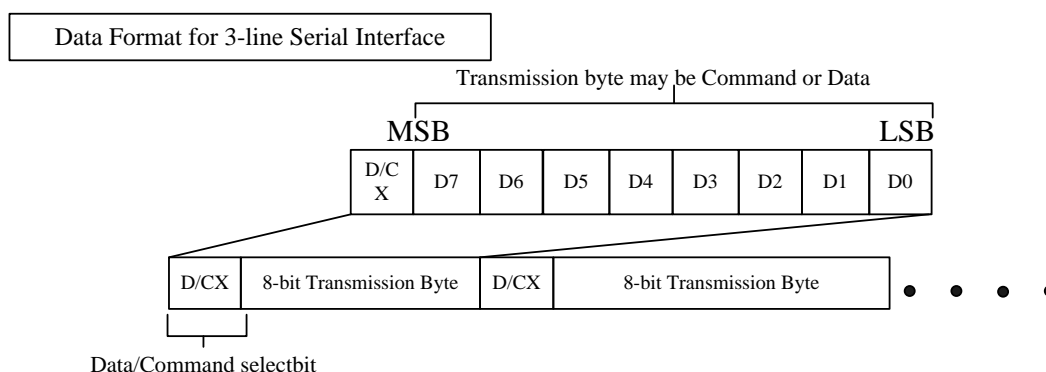 Data Format for 3-line Serial Interface
Transmission byte may be Command or Data
MSB LSB
D/C
X D7 D6 D5 D4 D3 D2 D1 D0
D/CX 8-bit Transmission Byte D/CX 8-bit Transmission Byte
Data/Command selectbit